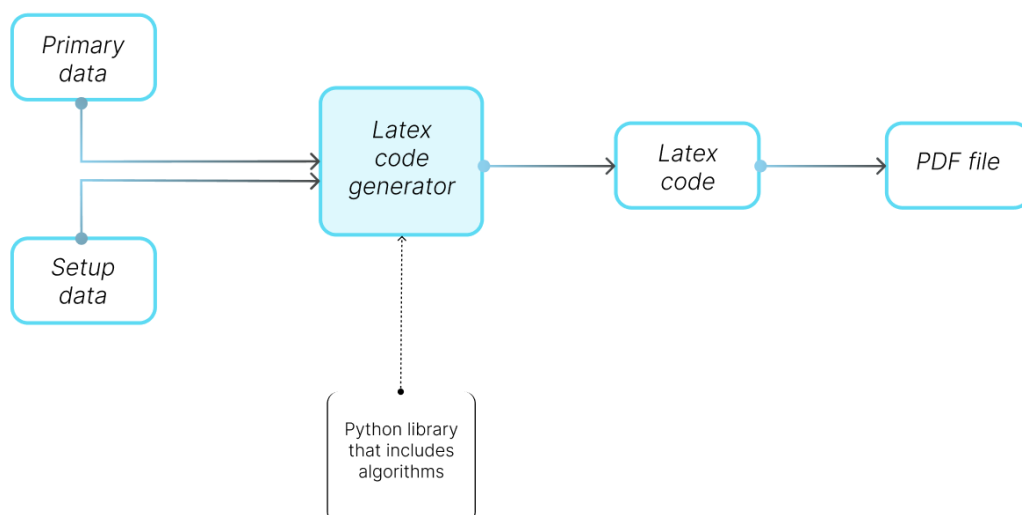 Primary
data
Latex
code
generator
Latex
code
PDF file
Setup
data
Python library
that includes
algorithms